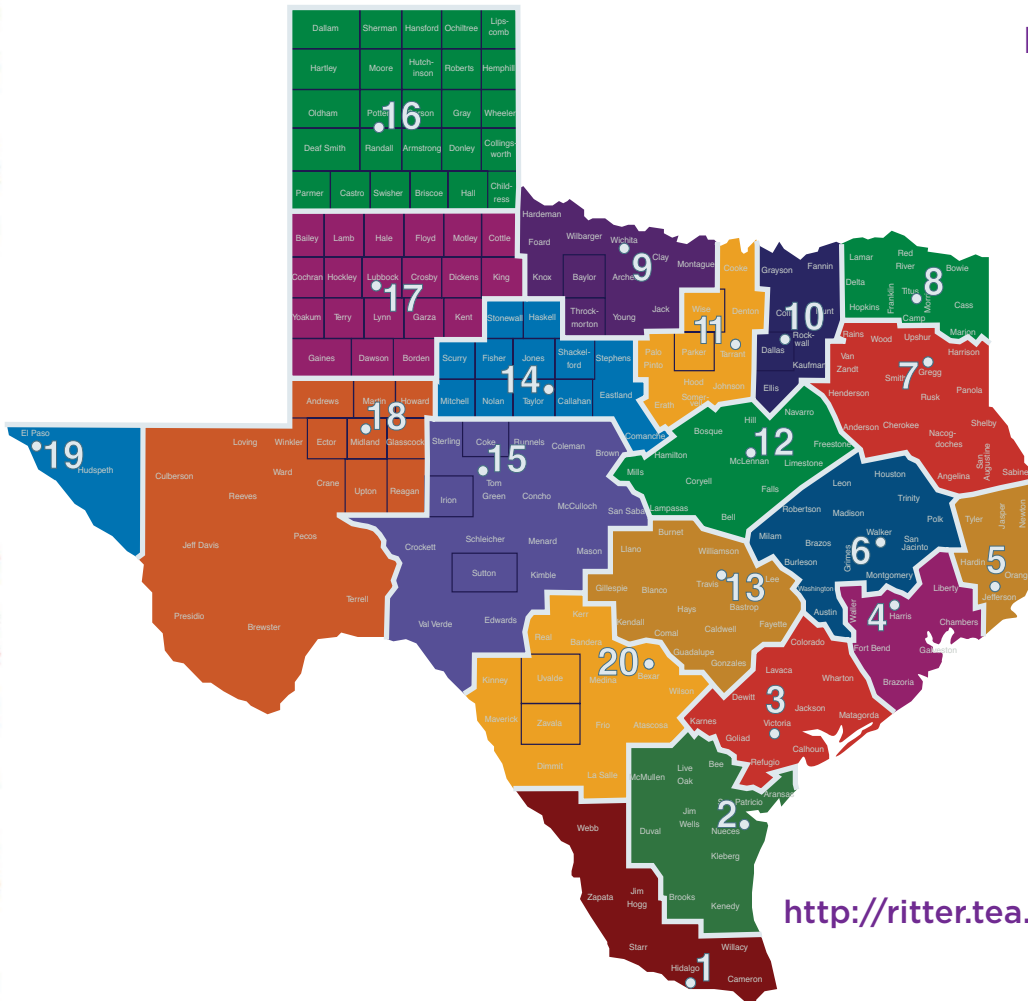 Dallam Sherman Hansford Ochiltree Lips-
comb
Hartley Moore Hutch-
inson Roberts Hemphill
Oldham Potter Gray Wheeler
16
Deaf Smith Randall Armstrong Donley Collings-
worth
Parmer Castro Swisher Briscoe Hall Child-
ress
Bailey Lamb Hale Floyd Motley Cottle
Cochran Hockley Lubbock Crosby Dickens King
17
Yoakum Terry Lynn Garza Kent
Gaines Dawson Borden
Hardeman
Foard Wilbarger Wichita Clay Montague
9
Knox Baylor Archer Jack
Throck-
morton Young
Cooke
Wise Denton
11
Palo
Pinto Parker Tarrant
Hood Johnson
Erath Somer-
Grayson Fannin
10
Rock-
wall
Dallas Kaufman
Ellis
Lamar Red
River Bowie
Delta Titus 8
Hopkins Franklin Cass
Camp Marion
Rains Wood Upshur Harrison
Van
Zandt Smith Gregg
7
Henderson Rusk Panola
Anderson Cherokee Shelby
Nacog-
doches
Angelina San
Augustine Sabine
Stonewall Haskell
Scurry Fisher Jones Shackel-
ford Stephens
14
Mitchell Nolan Taylor Callahan Eastland
Comanche
Andrews Martin Howard
18
Loving Winkler Ector Midland Glasscock
Ward
Crane Upton Reagan
Culberson Reeves
Pecos
Jeff Davis
Terrell
Presidio
Brewster
El Paso
19
Hudspeth
Sterling Coke Runnels Coleman
Brown
15
Tom
Green
Irion Concho McCulloch
San Saba
Crockett Schleicher Menard Mason
Sutton Kimble
Val Verde Edwards
Hill Navarro
Bosque Freestone
12
Hamilton McLennan Limestone
Mills Coryell Falls
Lampasas Bell
Leon Houston
Robertson Madison Trinity
Walker Polk
Milam Brazos 6 San
Jacinto
Burleson Grimes Montgomery
Washington
Austin
Tyler Jasper Newton
Hardin 5
Jefferson
Liberty
Waller Harris
4 Chambers
Fort Bend Galveston
Brazoria
Burnet
Llano Williamson
Travis 13 Lee
Gillespie Blanco Bastrop
Hays Fayette
Kendall Comal Caldwell
Guadalupe
Gonzales
Kerr
Real Bandera
20
Kinney Uvalde Medina Bexar
Wilson
Maverick Zavala Frio Atascosa
Dimmit La Salle
Colorado
Lavaca Wharton
Dewitt 3
Jackson Matagorda
Karnes Victoria
Goliad Calhoun
Refugio
McMullen Live
Oak Bee
Aransas
San Patricio
Jim
Wells 2
Duval Nueces
Kleberg
Brooks Kenedy
Webb
Zapata Jim
Hogg
Starr Willacy
Hidalgo 1
Cameron
http://ritter.tea.